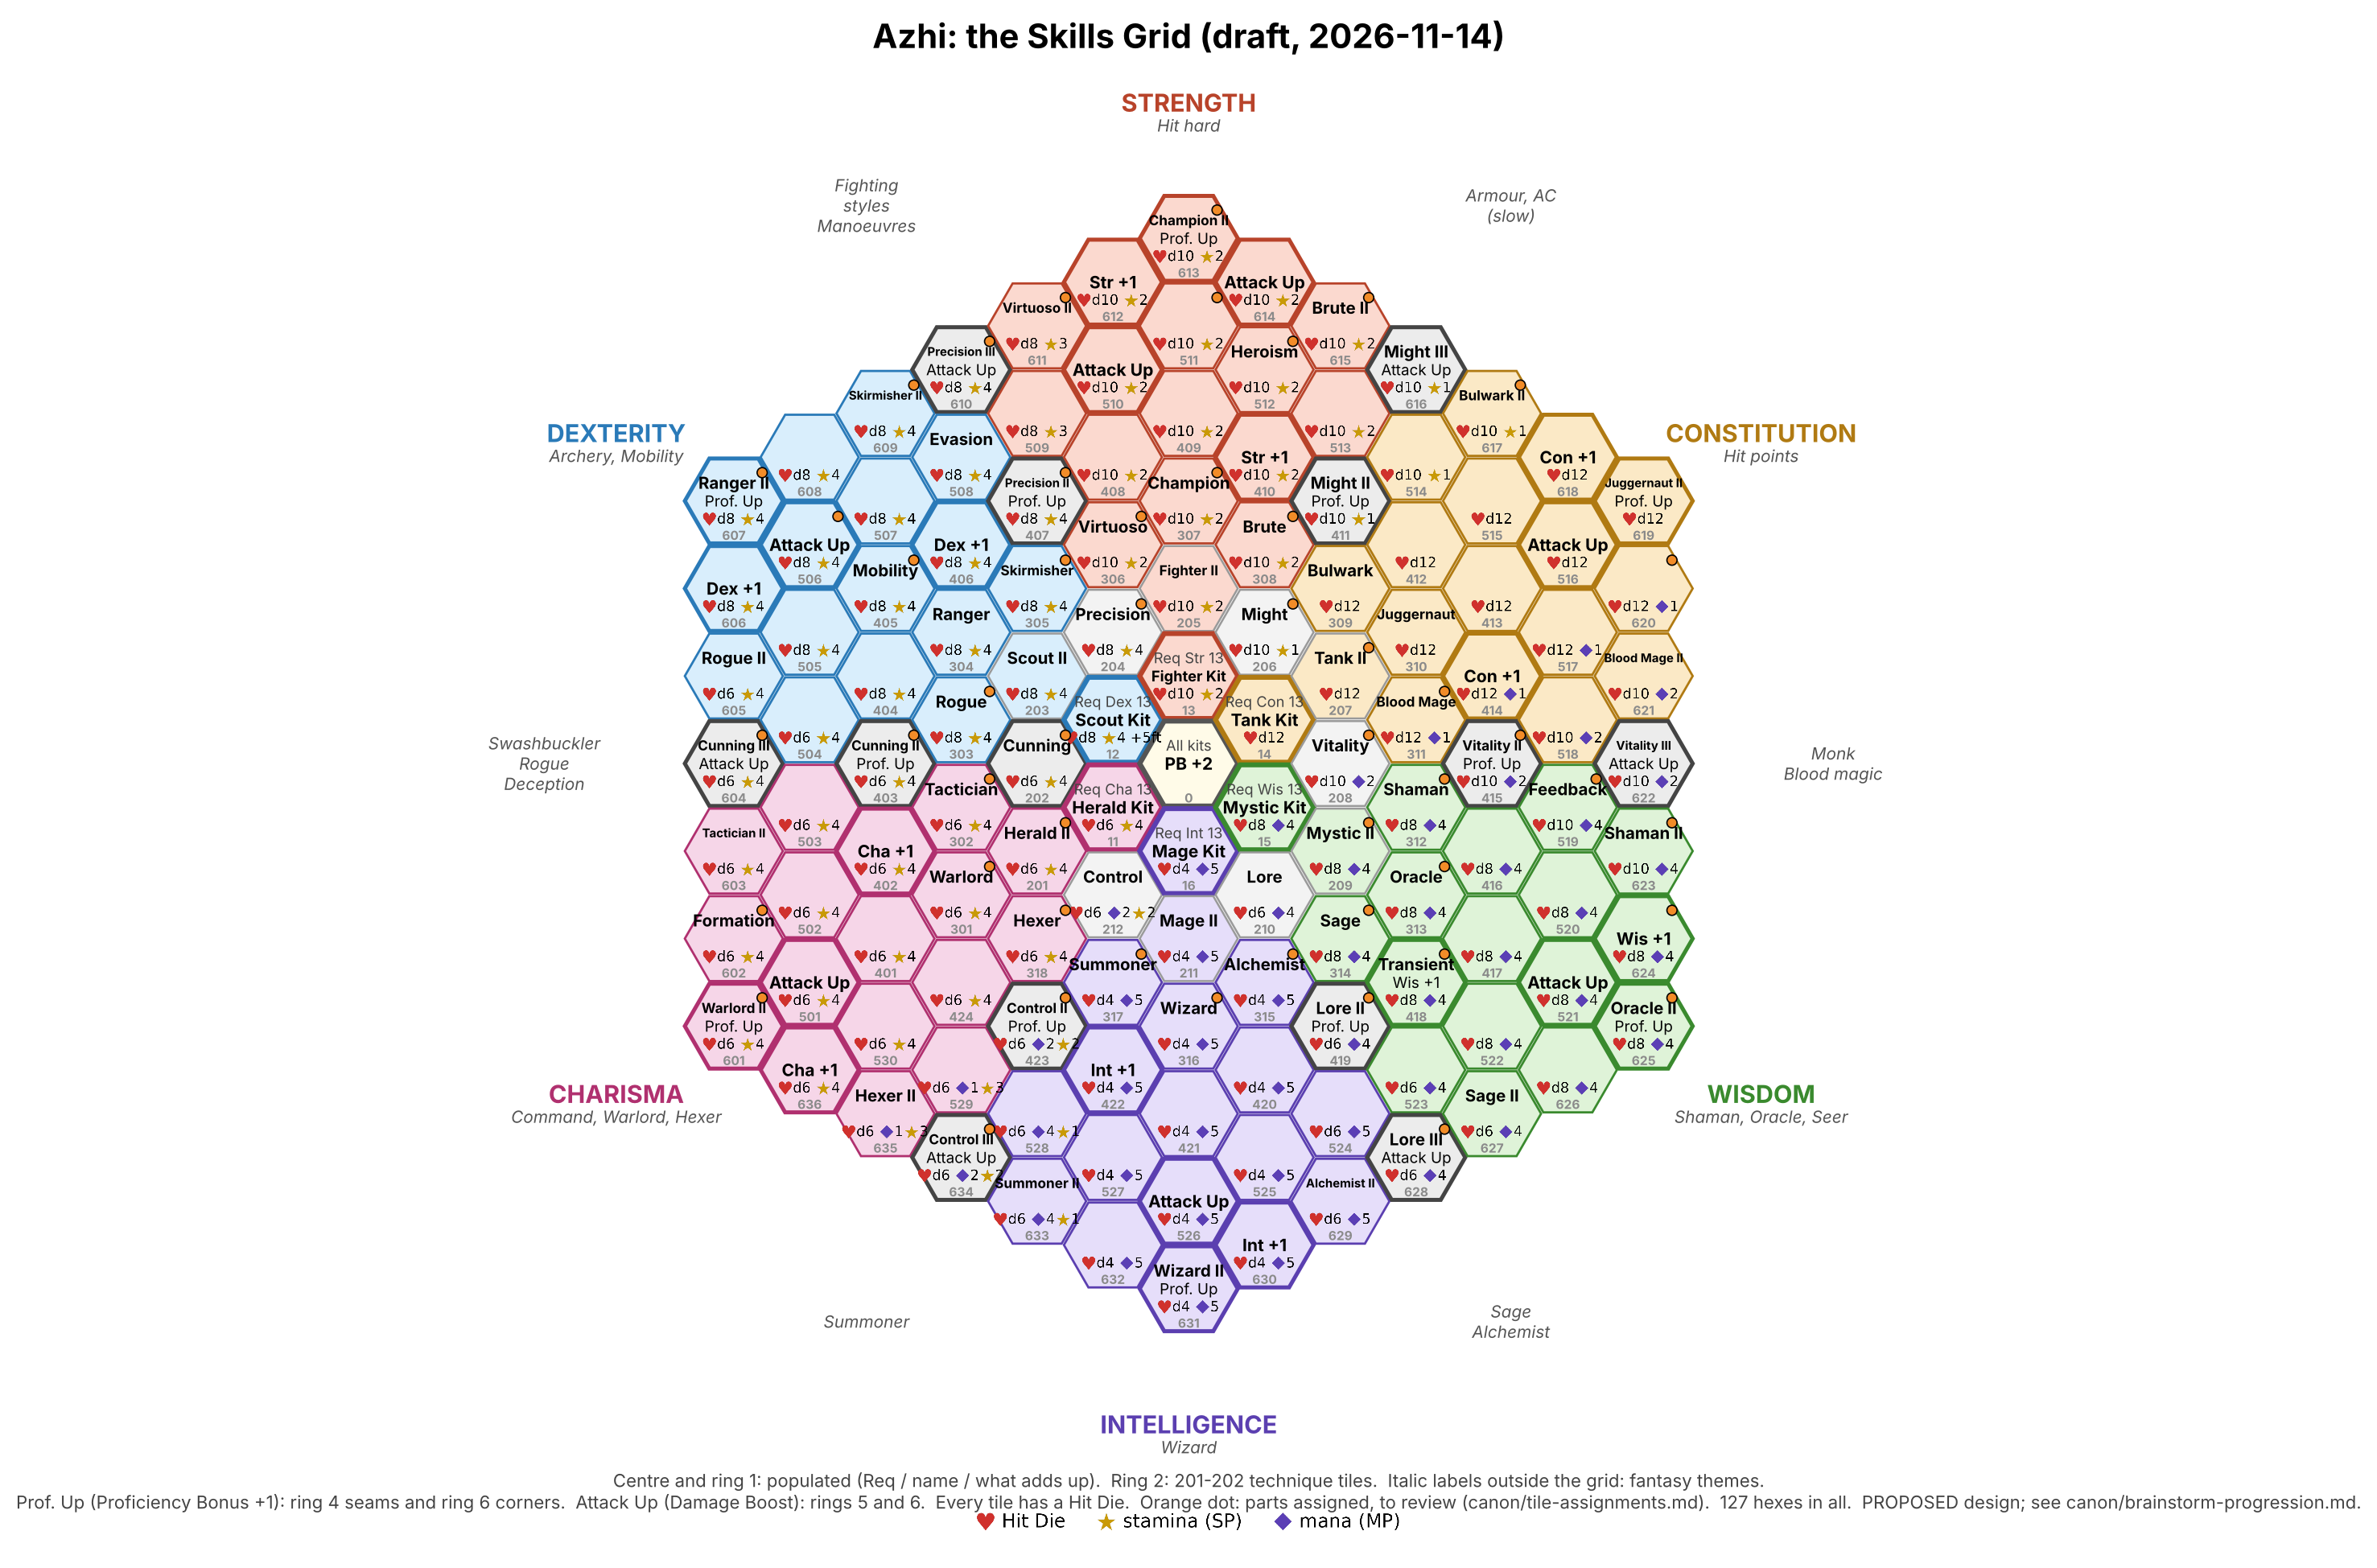 Azhi: the Skills Grid (draft, 2026-11-14)
STRENGTH
Hit hard
Fighting
styles
Manoeuvres
Armour, AC
(slow)
DEXTERITY
Archery, Mobility
CONSTITUTION
Hit points
Swashbuckler
Rogue
Deception
Monk
Blood magic
CHARISMA
Command, Warlord, Hexer
WISDOM
Shaman, Oracle, Seer
Summoner
Sage
Alchemist
INTELLIGENCE
Wizard
Champion II
Prof. Up
♥d10 ★2
613
Str +1
♥d10 ★2
612
Attack Up
♥d10 ★2
614
Virtuoso II
♥d8 ★3
611
♥d10 ★2
511
Brute II
♥d10 ★2
615
Precision III
Attack Up
♥d8 ★4
610
Attack Up
♥d10 ★2
510
Heroism
♥d10 ★2
512
Might III
Attack Up
♥d10 ★1
616
Skirmisher II
♥d8 ★4
609
♥d8 ★3
509
♥d10 ★2
409
♥d10 ★2
513
Bulwark II
♥d10 ★1
617
♥d8 ★4
608
Evasion
♥d8 ★4
508
♥d10 ★2
408
Str +1
♥d10 ★2
410
♥d10 ★1
514
Con +1
♥d12
618
Ranger II
Prof. Up
♥d8 ★4
607
♥d8 ★4
507
Precision II
Prof. Up
♥d8 ★4
407
Champion
♥d10 ★2
307
Might II
Prof. Up
♥d10 ★1
411
♥d12
515
Juggernaut II
Prof. Up
♥d12
619
Attack Up
♥d8 ★4
506
Dex +1
♥d8 ★4
406
Virtuoso
♥d10 ★2
306
Brute
♥d10 ★2
308
♥d12
412
Attack Up
♥d12
516
Dex +1
♥d8 ★4
606
Mobility
♥d8 ★4
405
Skirmisher
♥d8 ★4
305
Fighter II
♥d10 ★2
205
Bulwark
♥d12
309
♥d12
413
♥d12 ◆1
620
♥d8 ★4
505
Ranger
♥d8 ★4
304
Precision
♥d8 ★4
204
Might
♥d10 ★1
206
Juggernaut
♥d12
310
♥d12 ◆1
517
Rogue II
♥d6 ★4
605
♥d8 ★4
404
Scout II
♥d8 ★4
203
Req Str 13
Fighter Kit
♥d10 ★2
13
Tank II
♥d12
207
Con +1
♥d12 ◆1
414
Blood Mage II
♥d10 ◆2
621
♥d6 ★4
504
Rogue
♥d8 ★4
303
Req Dex 13
Scout Kit
♥d8 ★4 +5ft
12
Req Con 13
Tank Kit
♥d12
14
Blood Mage
♥d12 ◆1
311
♥d10 ◆2
518
Cunning III
Attack Up
♥d6 ★4
604
Cunning II
Prof. Up
♥d6 ★4
403
Cunning
♥d6 ★4
202
All kits
PB +2
0
Vitality
♥d10 ◆2
208
Vitality II
Prof. Up
♥d10 ◆2
415
Vitality III
Attack Up
♥d10 ◆2
622
♥d6 ★4
503
Tactician
♥d6 ★4
302
Req Cha 13
Herald Kit
♥d6 ★4
11
Req Wis 13
Mystic Kit
♥d8 ◆4
15
Shaman
♥d8 ◆4
312
Feedback
♥d10 ◆4
519
Tactician II
♥d6 ★4
603
Cha +1
♥d6 ★4
402
Herald II
♥d6 ★4
201
Req Int 13
Mage Kit
♥d4 ◆5
16
Mystic II
♥d8 ◆4
209
♥d8 ◆4
416
Shaman II
♥d10 ◆4
623
♥d6 ★4
502
Warlord
♥d6 ★4
301
Control
♥d6 ◆2 ★2
212
Lore
♥d6 ◆4
210
Oracle
♥d8 ◆4
313
♥d8 ◆4
520
Formation
♥d6 ★4
602
♥d6 ★4
401
Hexer
♥d6 ★4
318
Mage II
♥d4 ◆5
211
Sage
♥d8 ◆4
314
♥d8 ◆4
417
Wis +1
♥d8 ◆4
624
Attack Up
♥d6 ★4
501
♥d6 ★4
424
Summoner
♥d4 ◆5
317
Alchemist
♥d4 ◆5
315
Transient
Wis +1
♥d8 ◆4
418
Attack Up
♥d8 ◆4
521
Warlord II
Prof. Up
♥d6 ★4
601
♥d6 ★4
530
Control II
Prof. Up
♥d6 ◆2 ★2
423
Wizard
♥d4 ◆5
316
Lore II
Prof. Up
♥d6 ◆4
419
♥d8 ◆4
522
Oracle II
Prof. Up
♥d8 ◆4
625
Cha +1
♥d6 ★4
636
♥d6 ◆1 ★3
529
Int +1
♥d4 ◆5
422
♥d4 ◆5
420
♥d6 ◆4
523
♥d8 ◆4
626
Hexer II
♥d6 ◆1 ★3
635
♥d6 ◆4 ★1
528
♥d4 ◆5
421
♥d6 ◆5
524
Sage II
♥d6 ◆4
627
Control III
Attack Up
♥d6 ◆2 ★2
634
♥d4 ◆5
527
♥d4 ◆5
525
Lore III
Attack Up
♥d6 ◆4
628
Summoner II
♥d6 ◆4 ★1
633
Attack Up
♥d4 ◆5
526
Alchemist II
♥d6 ◆5
629
♥d4 ◆5
632
Int +1
♥d4 ◆5
630
Wizard II
Prof. Up
♥d4 ◆5
631
Centre and ring 1: populated (Req / name / what adds up). Ring 2: 201-202 technique tiles. Italic labels outside the grid: fantasy themes.
Prof. Up (Proficiency Bonus +1): ring 4 seams and ring 6 corners. Attack Up (Damage Boost): rings 5 and 6. Every tile has a Hit Die. Orange dot: parts assigned, to review (canon/tile-assignments.md). 127 hexes in all. PROPOSED design; see canon/brainstorm-progression.md.
♥ Hit Die ★ stamina (SP) ◆ mana (MP)